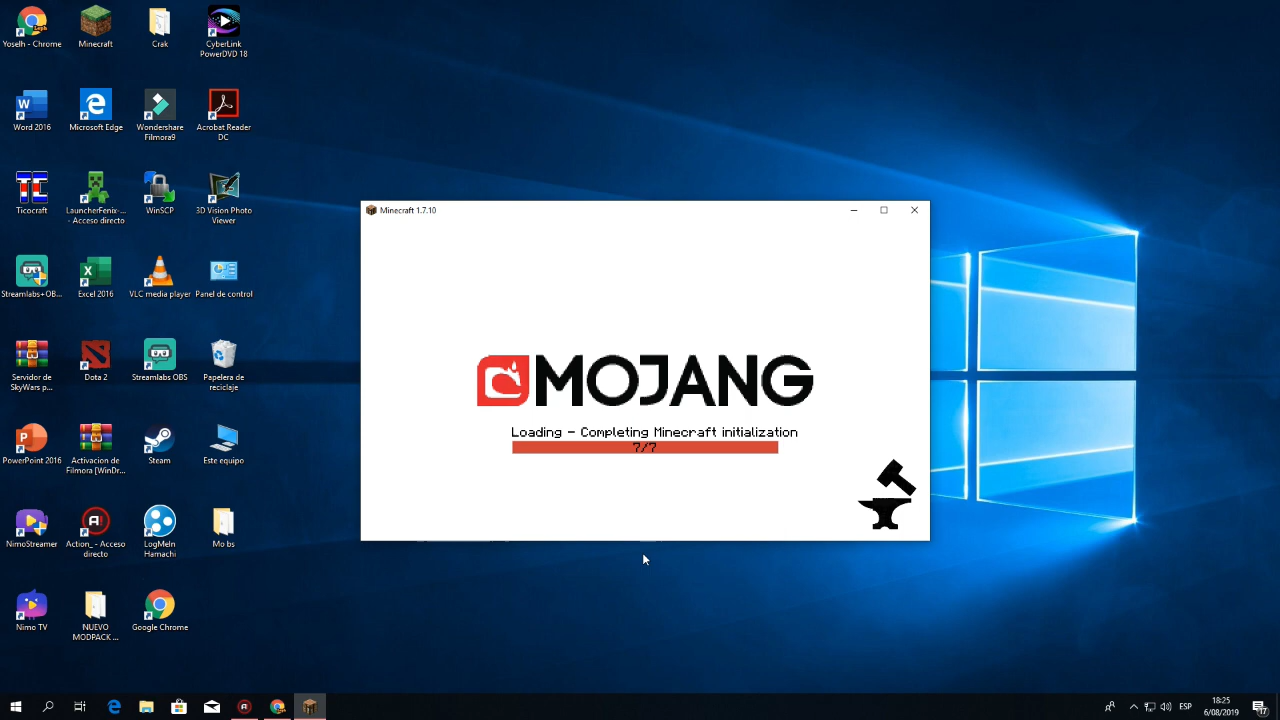 Yoselh - Chrome
Minecraft
Crak
CyberLink
PowerDVD 18
Word 2016
Microsoft Edge
Wondershare
Filmora9
Acrobat Reader
DC
Ticocraft
LauncherFenix-...
- Acceso directo
WinSCP
3D Vision Photo
Viewer
Streamlabs+OB...
Excel 2016
VLC media player
Panel de control
Servidor de
SkyWars p...
Dota 2
Streamlabs OBS
Papelera de
reciclaje
PowerPoint 2016
Activacion de
Filmora [WinDr...
Steam
Este equipo
NimoStreamer
Action_ - Acceso
directo
LogMeIn
Hamachi
Mo bs
Nimo TV
NUEVO
MODPACK ...
Google Chrome
Minecraft 1.7.10
MOJANG
Loading - Completing Minecraft initialization
7/7
ESP
18:25
6/08/2019
17